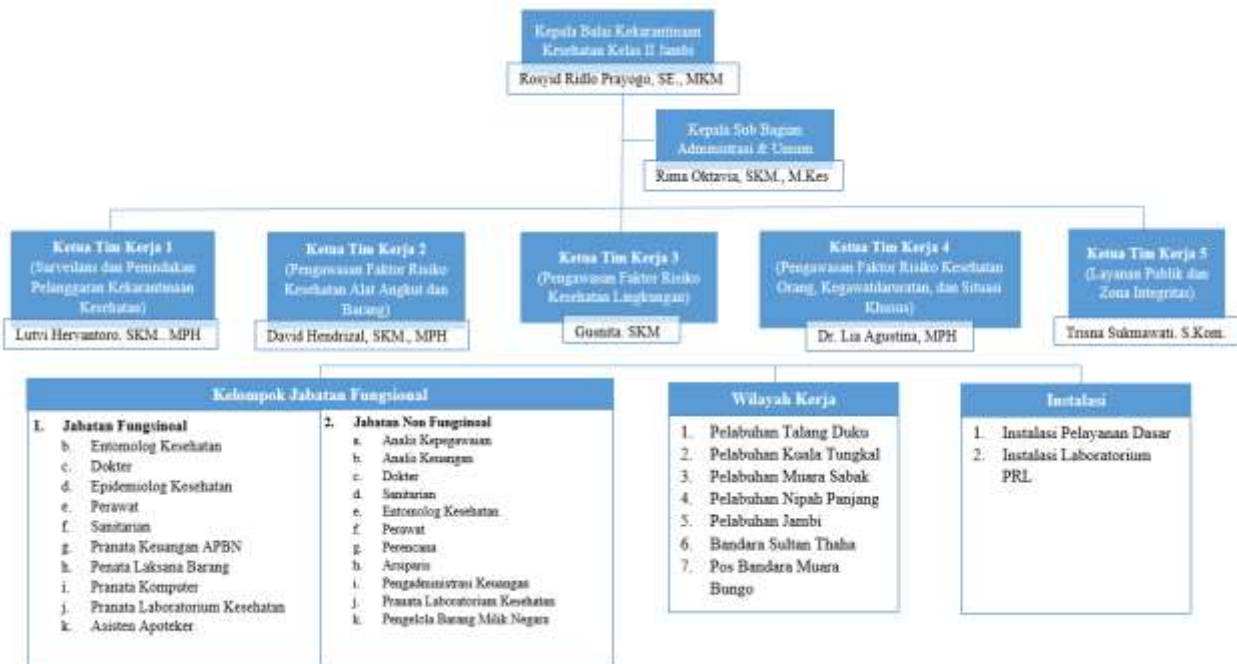 Kepala Balai Kekarantinaan
Kesehatan Kelas II Jambi
Rosyid Ridlo Prayogo, SE., MKM
Kepala Sub Bagian
Administrasi & Umum
Rima Oktavia, SKM., M.Kes
Ketua Tim Kerja 1
(Surveilans dan Penindakan
Pelanggaran Kekarantinaan
Kesehatan)
Lutvi Hervantoro. SKM.. MPH
Ketua Tim Kerja 2
(Pengawasan Faktor Risiko
Kesehatan Alat Angkut dan
Barang)
David Hendrizal, SKM., MPH
Ketua Tim Kerja 3
(Pengawasan Faktor Risiko
Kesehatan Lingkungan)
Gusnita. SKM
Ketua Tim Kerja 4
(Pengawasan Faktor Risiko Kesehatan
Orang, Kegawatdaruratan, dan Situasi
Khusus)
Dr. Lia Agustina, MPH
Ketua Tim Kerja 5
(Layanan Publik dan
Zona Integritas)
Trisna Sukmawati. S.Kom.
Kelompok Jabatan Fungsional
1. Jabatan Fungsinoal
b. Entomolog Kesehatan
c. Dokter
d. Epidemiolog Kesehatan
e. Perawat
f. Sanitarian
g. Pranata Keuangan APBN
h. Penata Laksana Barang
i. Pranata Komputer
j. Pranata Laboratorium Kesehatan
k. Asisten Apoteker
2. Jabatan Non Fungsinoal
a. Analis Kepegawaian
b. Analis Keuangan
c. Dokter
d. Sanitarian
e. Entomolog Kesehatan
f. Perawat
g. Perencana
h. Arsiparis
i. Pengadministrasi Keuangan
j. Pranata Laboratorium Kesehatan
k. Pengelola Barang Milik Negara
Wilayah Kerja
1. Pelabuhan Talang Duku
2. Pelabuhan Kuala Tungkal
3. Pelabuhan Muara Sabak
4. Pelabuhan Nipah Panjang
5. Pelabuhan Jambi
6. Bandara Sultan Thaha
7. Pos Bandara Muara
Bungo
Instalasi
1. Instalasi Pelayanan Dasar
2. Instalasi Laboratorium
PRL